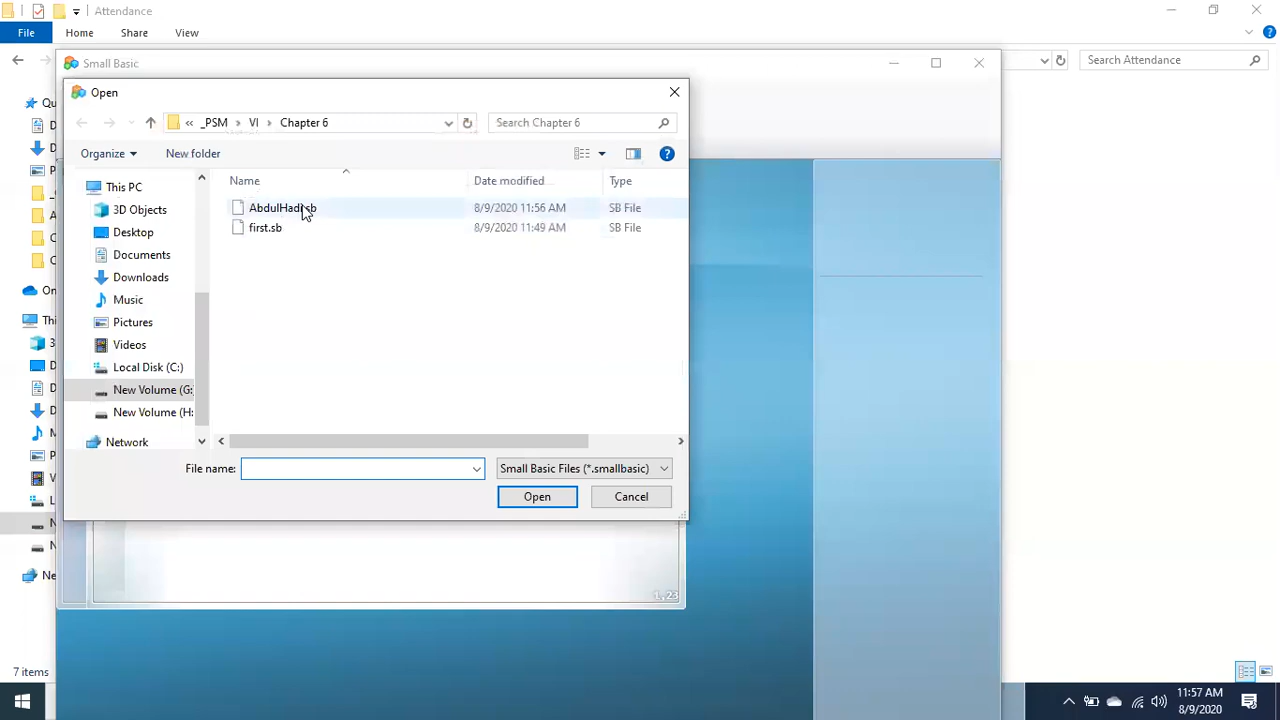 Attendance
File Home Share View
Small Basic
Search Attendance
Open
_PSM VI Chapter 6
Search Chapter 6
Organize New folder
Name Date modified Type
This PC
3D Objects
Desktop
Documents
Downloads
Music
Pictures
Videos
Local Disk (C:)
New Volume (G:
New Volume (H:
Network
AbdulHadi.sb 8/9/2020 11:56 AM SB File
first.sb 8/9/2020 11:49 AM SB File
File name: Small Basic Files (*.smallbasic)
Open Cancel
1,23
7 items
11:57 AM
8/9/2020